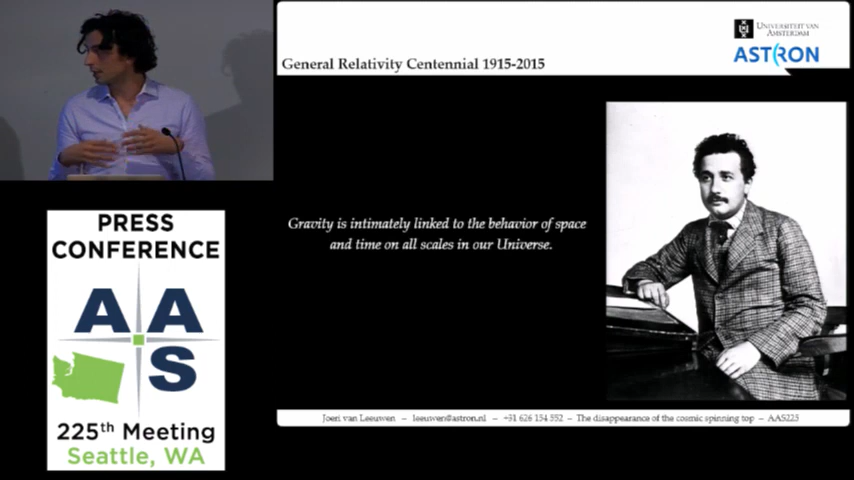 UNIVERSITEIT VAN
AMSTERDAM
ASTRON
General Relativity Centennial 1915-2015
Gravity is intimately linked to the behavior of space
and time on all scales in our Universe.
PRESS
CONFERENCE
AAS
225th Meeting
Seattle, WA
Joeri van Leeuwen – leeuwen@astron.nl – +31 626 154 552 – The disappearance of the cosmic spinning top – AAS225